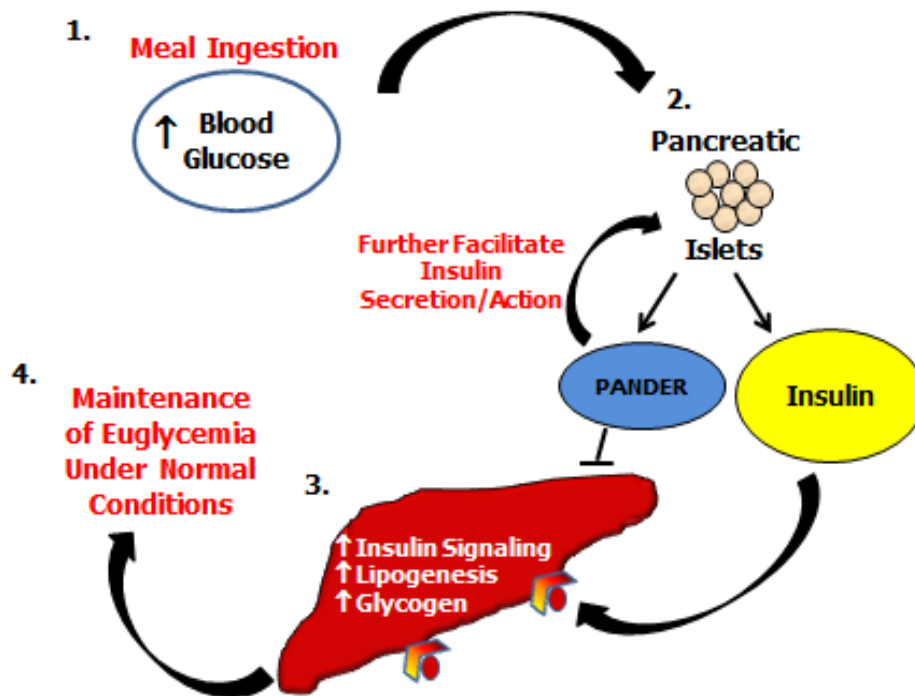 1.
Meal Ingestion
↑ Blood
Glucose
2.
Pancreatic
Islets
Further Facilitate
Insulin
Secretion/Action
PANDER
Insulin
3.
↑ Insulin Signaling
↑ Lipogenesis
↑ Glycogen
4.
Maintenance
of Euglycemia
Under Normal
Conditions